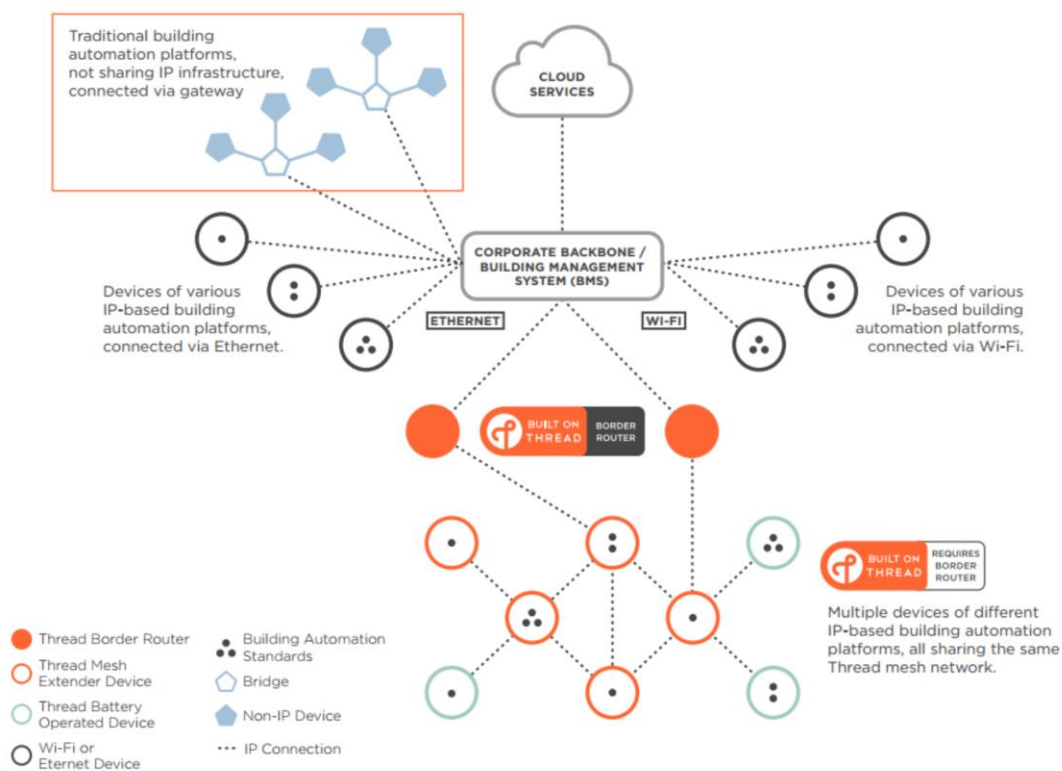 Traditional building
automation platforms,
not sharing IP infrastructure,
connected via gateway
CLOUD
SERVICES
CORPORATE BACKBONE /
BUILDING MANAGEMENT
SYSTEM (BMS)
ETHERNET
WI-FI
Devices of various
IP-based building
automation platforms,
connected via Ethernet.
Devices of various
IP-based building
automation platforms,
connected via Wi-Fi.
BUILT ON
THREAD
BORDER
ROUTER
BUILT ON
THREAD
REQUIRES
BORDER
ROUTER
Multiple devices of different
IP-based building automation
platforms, all sharing the same
Thread mesh network.
Thread Border Router
Thread Mesh
Extender Device
Thread Battery
Operated Device
Wi-Fi or
Eternet Device
Building Automation
Standards
Bridge
Non-IP Device
IP Connection